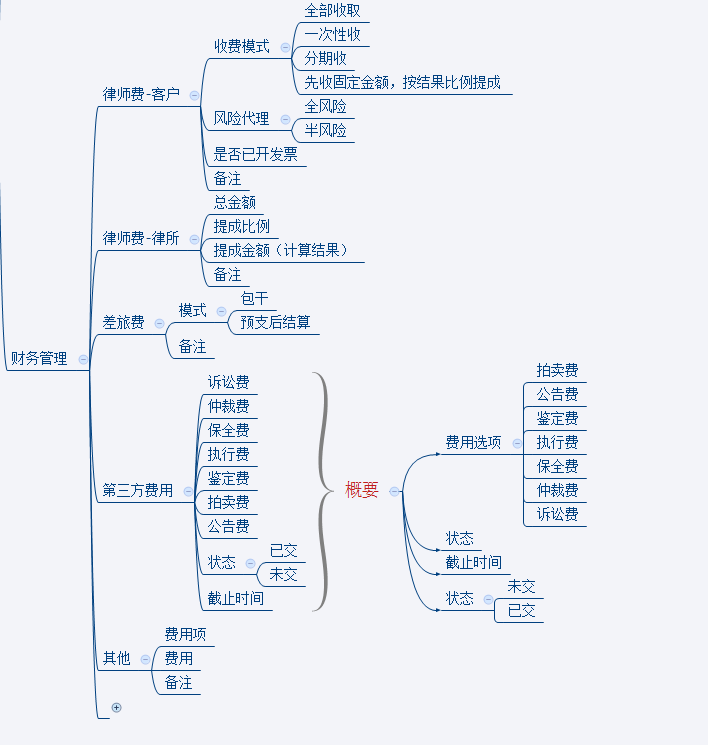 财务管理
律师费-客户
收费模式
全部收取
一次性收
分期收
先收固定金额，按结果比例提成
风险代理
全风险
半风险
是否已开发票
备注
律师费-律所
总金额
提成比例
提成金额（计算结果）
备注
差旅费
模式
包干
预支后结算
备注
第三方费用
诉讼费
仲裁费
保全费
执行费
鉴定费
拍卖费
公告费
状态
已交
未交
截止时间
概要
费用选项
拍卖费
公告费
鉴定费
执行费
保全费
仲裁费
诉讼费
状态
截止时间
状态
未交
已交
其他
费用项
费用
备注